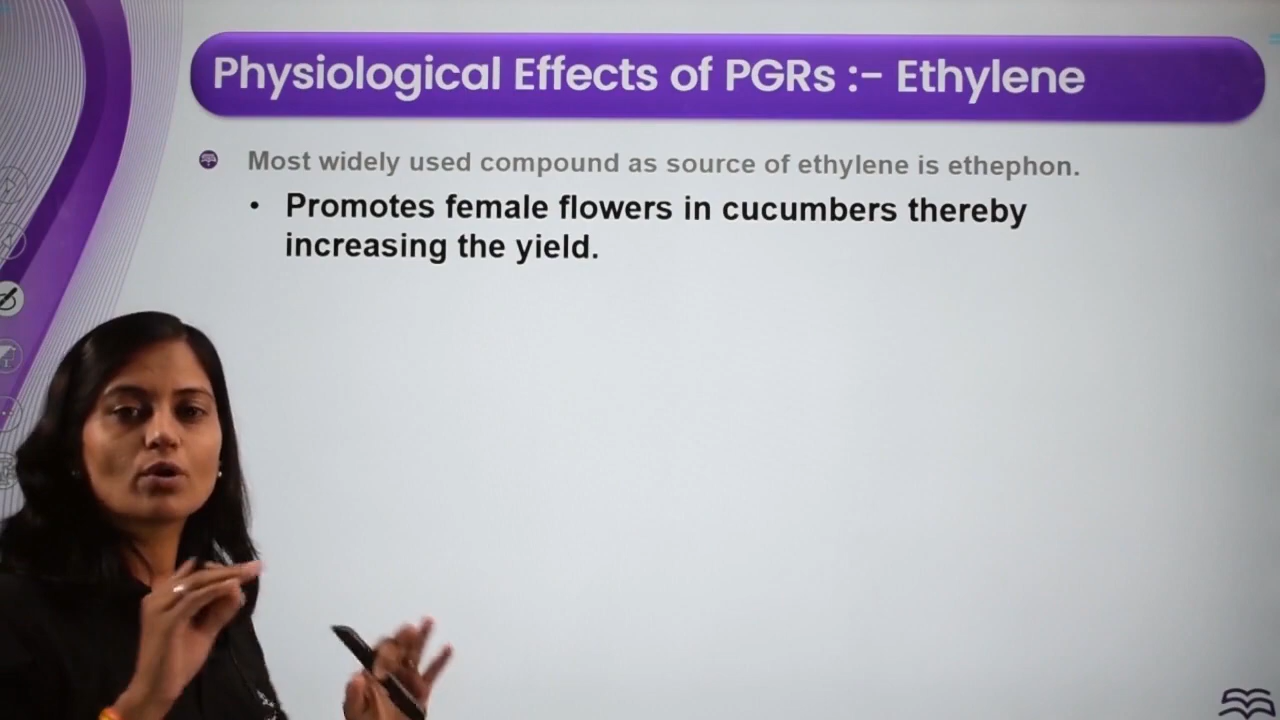 Physiological Effects of PGRs :- Ethylene
Most widely used compound as source of ethylene is ethephon.
• Promotes female flowers in cucumbers thereby
increasing the yield.